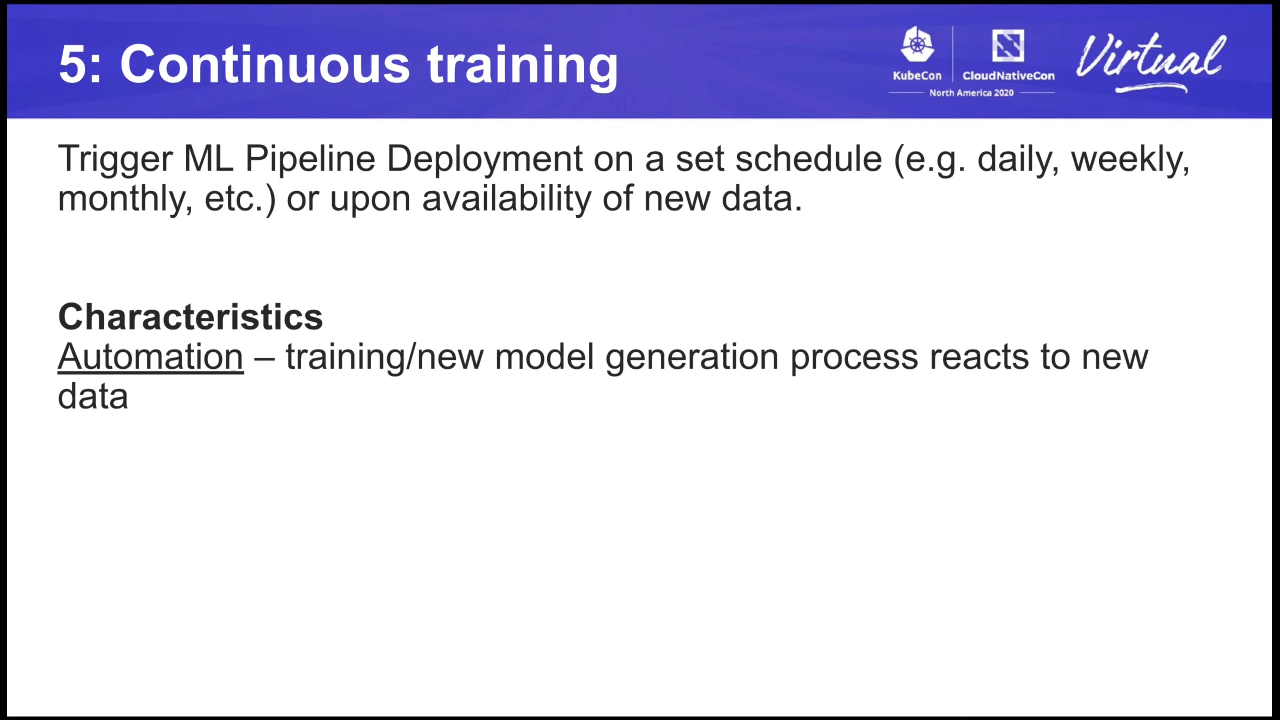 5: Continuous training
KubeCon
CloudNativeCon
North America 2020
Virtual
Trigger ML Pipeline Deployment on a set schedule (e.g. daily, weekly,
monthly, etc.) or upon availability of new data.
Characteristics
Automation – training/new model generation process reacts to new
data